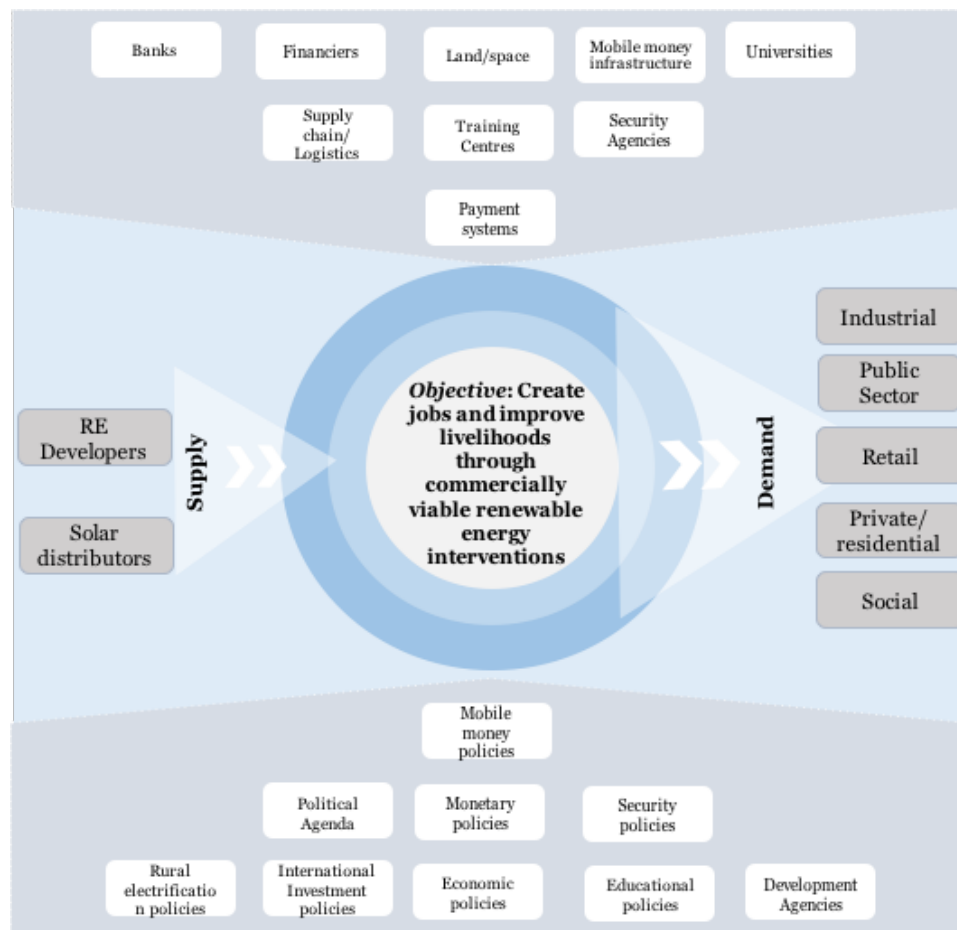 Banks
Financiers
Land/space
Mobile money
infrastructure
Universities
Supply
chain/
Logistics
Training
Centres
Security
Agencies
Payment
systems
RE
Developers
Solar
distributors
Supply
Objective: Create
jobs and improve
livelihoods
through
commercially
viable renewable
energy
interventions
Demand
Industrial
Public
Sector
Retail
Private/
residential
Social
Mobile
money
policies
Political
Agenda
Monetary
policies
Security
policies
Rural
electrificatio
n policies
International
Investment
policies
Economic
policies
Educational
policies
Development
Agencies